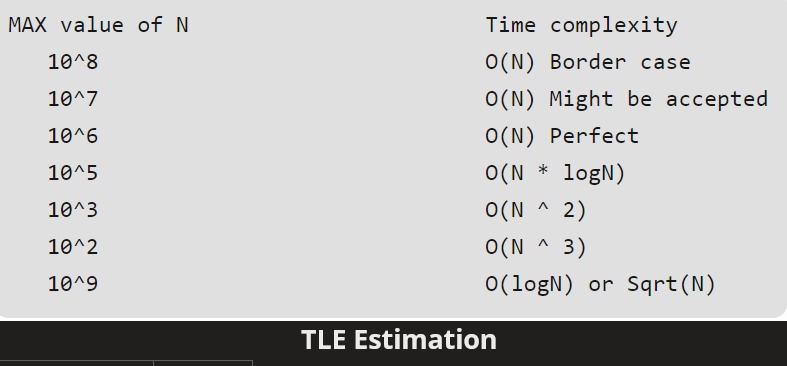 MAX value of N Time complexity
10^8 O(N) Border case
10^7 O(N) Might be accepted
10^6 O(N) Perfect
10^5 O(N * logN)
10^3 O(N ^ 2)
10^2 O(N ^ 3)
10^9 O(logN) or Sqrt(N)
TLE Estimation